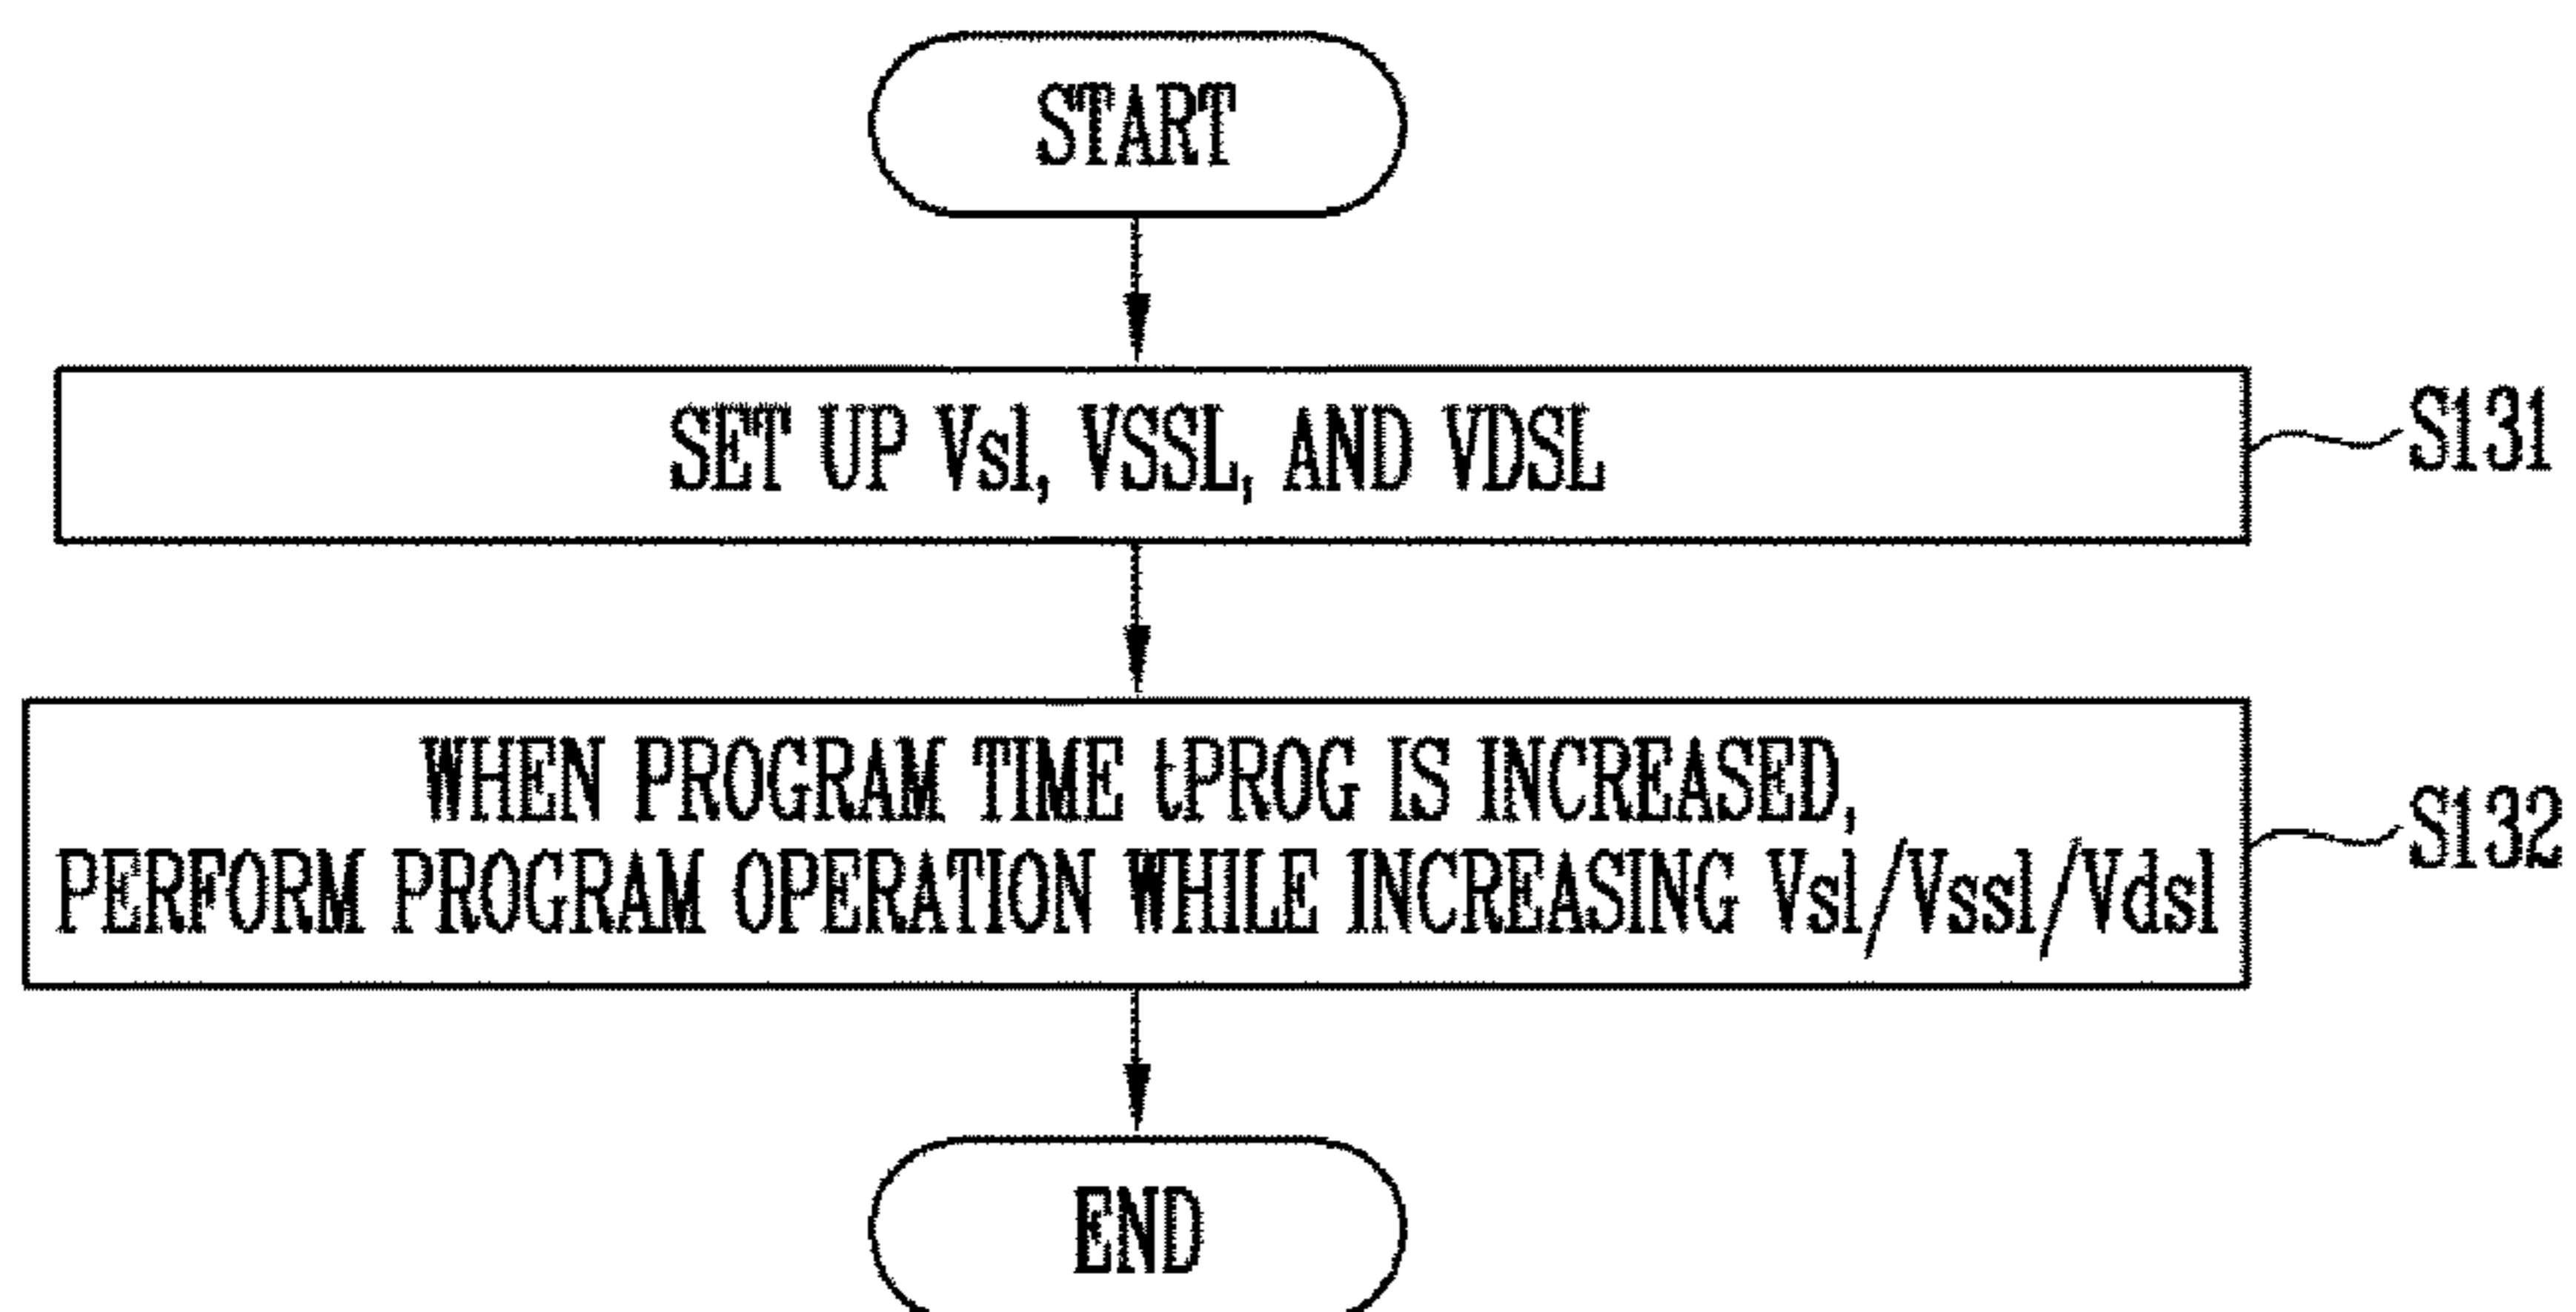 START
SET UP Vsl, VSSL, AND VDSL
S131
WHEN PROGRAM TIME tPROG IS INCREASED,
PERFORM PROGRAM OPERATION WHILE INCREASING Vsl/Vssl/Vdsl
S132
END